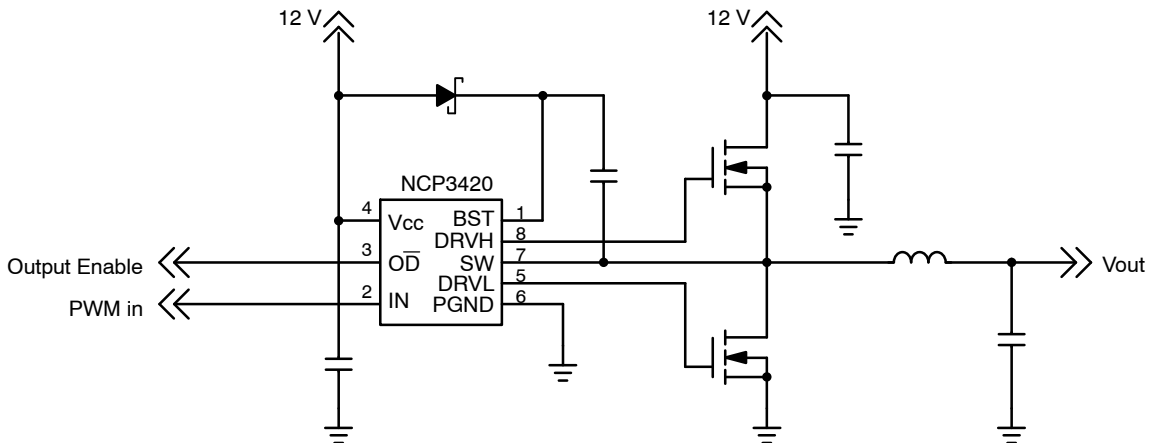 12 V
12 V
NCP3420
4
Vcc
BST
1
DRVH
8
Output Enable
3
OD̅
SW
7
Vout
DRVL
5
PWM in
2
IN
PGND
6